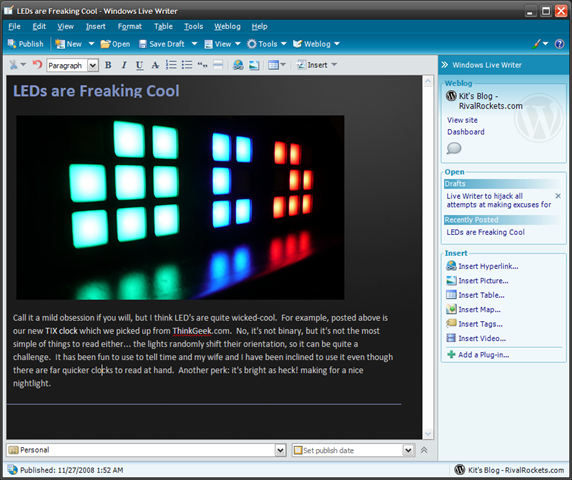 LEDs are Freaking Cool - Windows Live Writer
File Edit View Insert Format Table Tools Weblog Help
Publish New Open Save Draft View Tools Weblog
Paragraph B I U A Insert
LEDs are Freaking Cool
Call it a mild obsession if you will, but I think LED's are quite wicked-cool. For example, posted above is
our new TIX clock which we picked up from ThinkGeek.com. No, it's not binary, but it's not the most
simple of things to read either... the lights randomly shift their orientation, so it can be quite a
challenge. It has been fun to use to tell time and my wife and I have been inclined to use it even though
there are far quicker clocks to read at hand. Another perk: it's bright as heck! making for a nice
nightlight.
Personal
Set publish date
Published: 11/27/2008 1:52 AM
Windows Live Writer
Weblog
Kit's Blog -
RivalRockets.com
View site
Dashboard
Open
Drafts
Live Writer to hijack all
attempts at making excuses for
Recently Posted
LEDs are Freaking Cool
Insert
Insert Hyperlink...
Insert Picture...
Insert Table...
Insert Map...
Insert Tags...
Insert Video...
Add a Plug-in...
Kit's Blog - RivalRockets.com